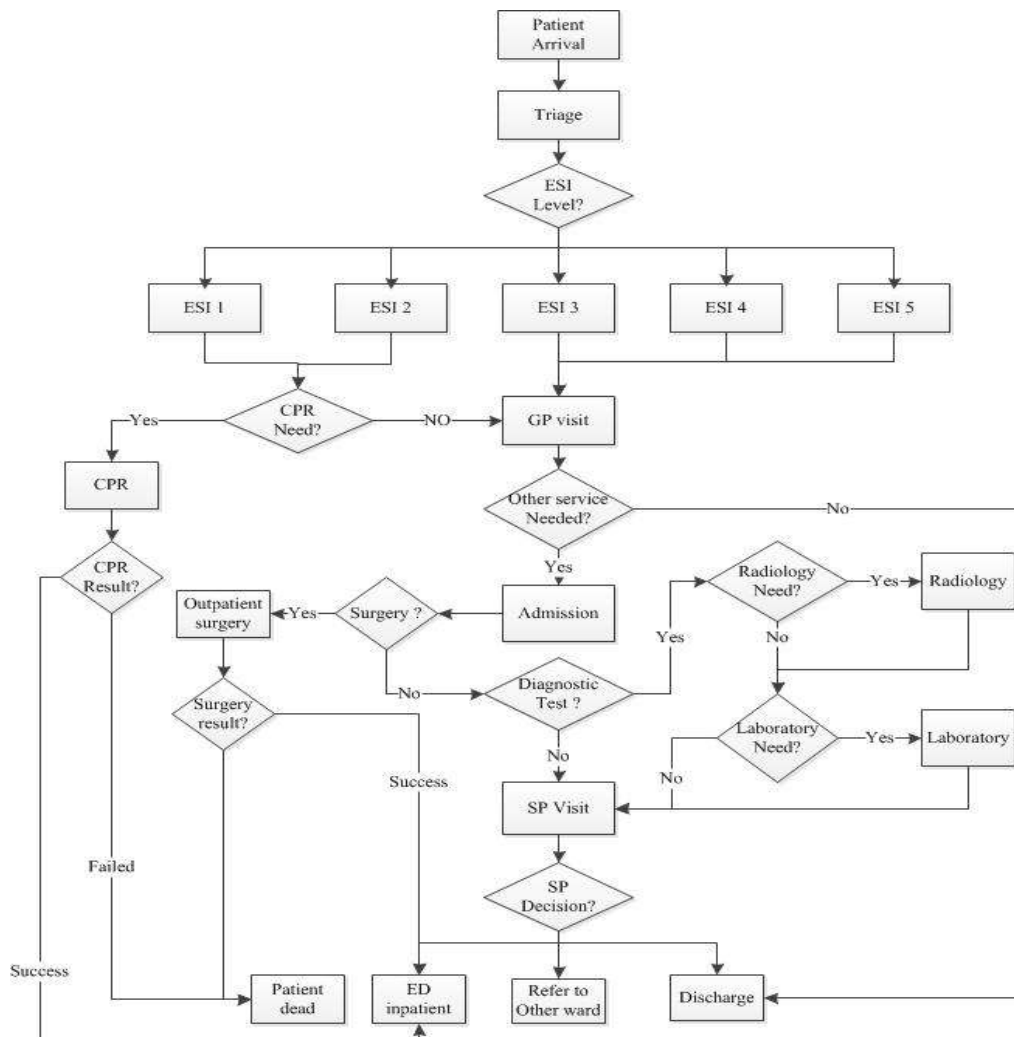 Patient
Arrival
Triage
ESI
Level?
ESI 1
ESI 2
ESI 3
ESI 4
ESI 5
CPR
Need?
Yes
NO
GP visit
CPR
Other service
Needed?
No
CPR
Result?
Yes
Radiology
Need?
Yes
Radiology
Outpatient
surgery
Yes
Surgery ?
Admission
Yes
No
Surgery
result?
No
Diagnostic
Test ?
Laboratory
Need?
Yes
Laboratory
No
No
Success
SP Visit
Failed
SP
Decision?
Success
Patient
dead
ED
inpatient
Refer to
Other ward
Discharge